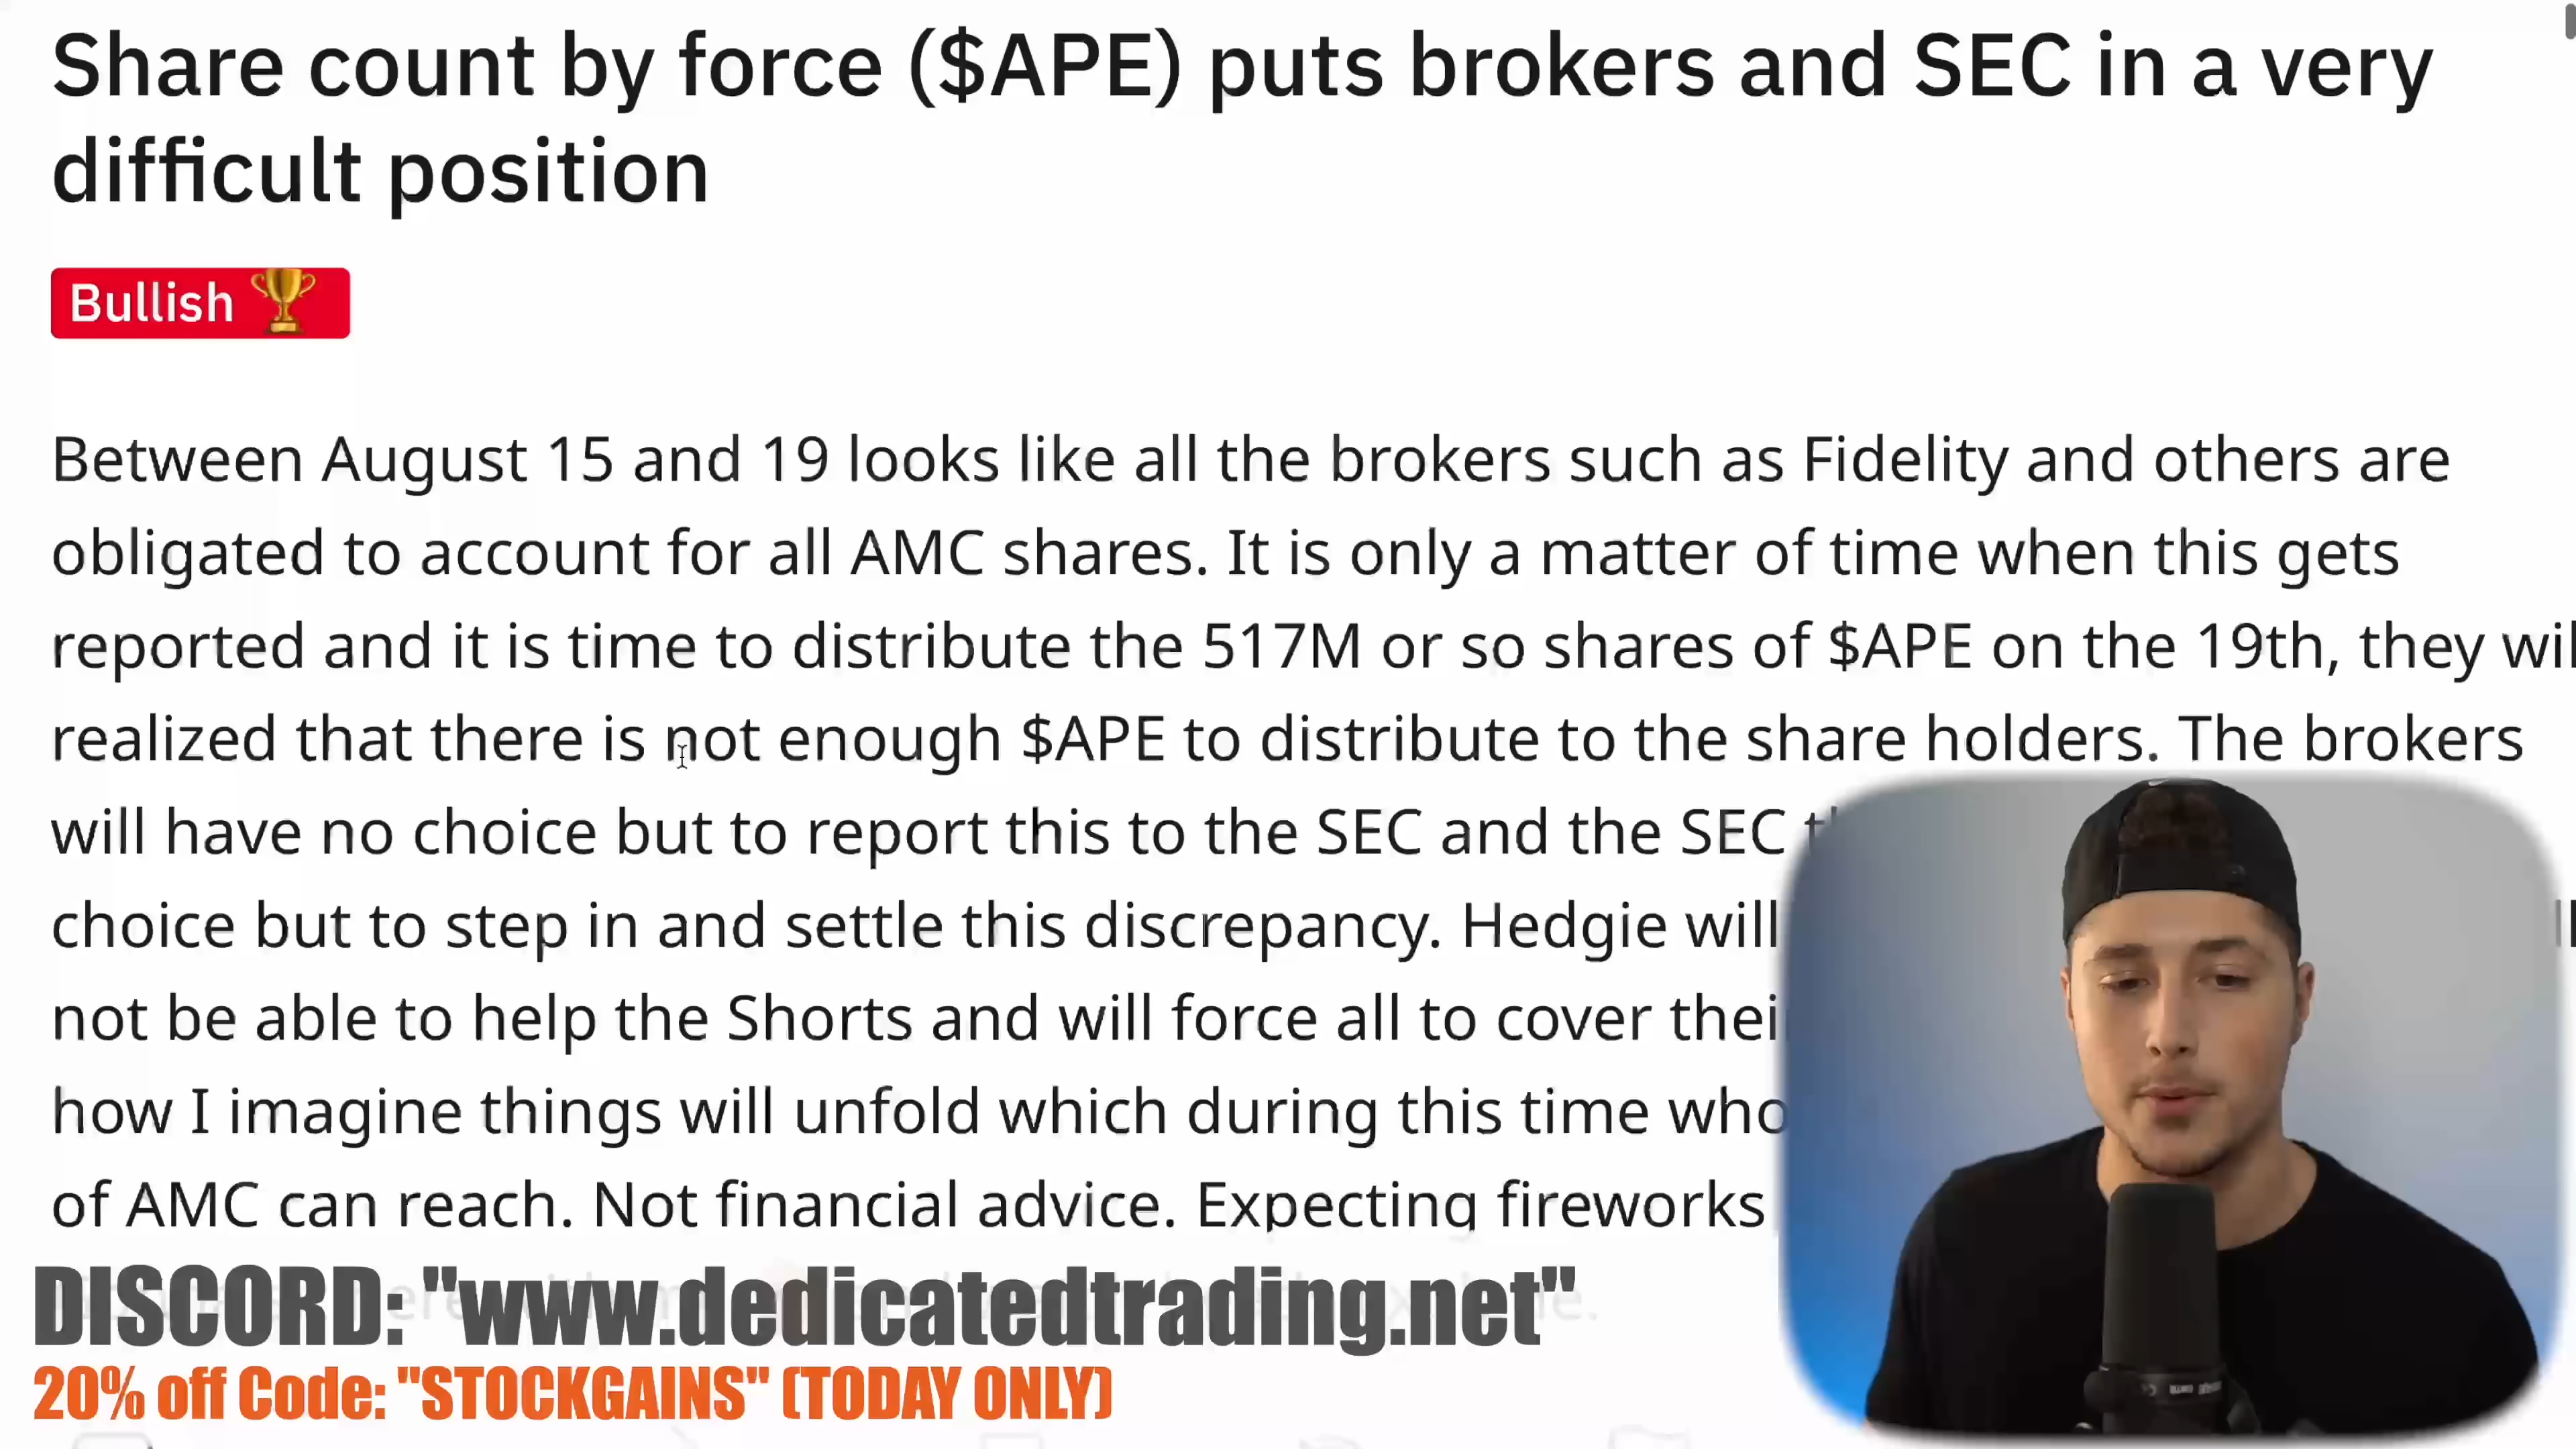 Share count by force ($APE) puts brokers and SEC in a very
difficult position
Bullish 🏆
Between August 15 and 19 looks like all the brokers such as Fidelity and others are
obligated to account for all AMC shares. It is only a matter of time when this gets
reported and it is time to distribute the 517M or so shares of $APE on the 19th, they
realized that there is not enough $APE to distribute to the share holders. The brokers
will have no choice but to report this to the SEC and the SEC
choice but to step in and settle this discrepancy. Hedgie will
not be able to help the Shorts and will force all to cover
how I imagine things will unfold which during this time
of AMC can reach. Not financial advice. Expecting fireworks
DISCORD: "www.dedicatedtrading.net"
20% off Code: "STOCKGAINS" (TODAY ONLY)